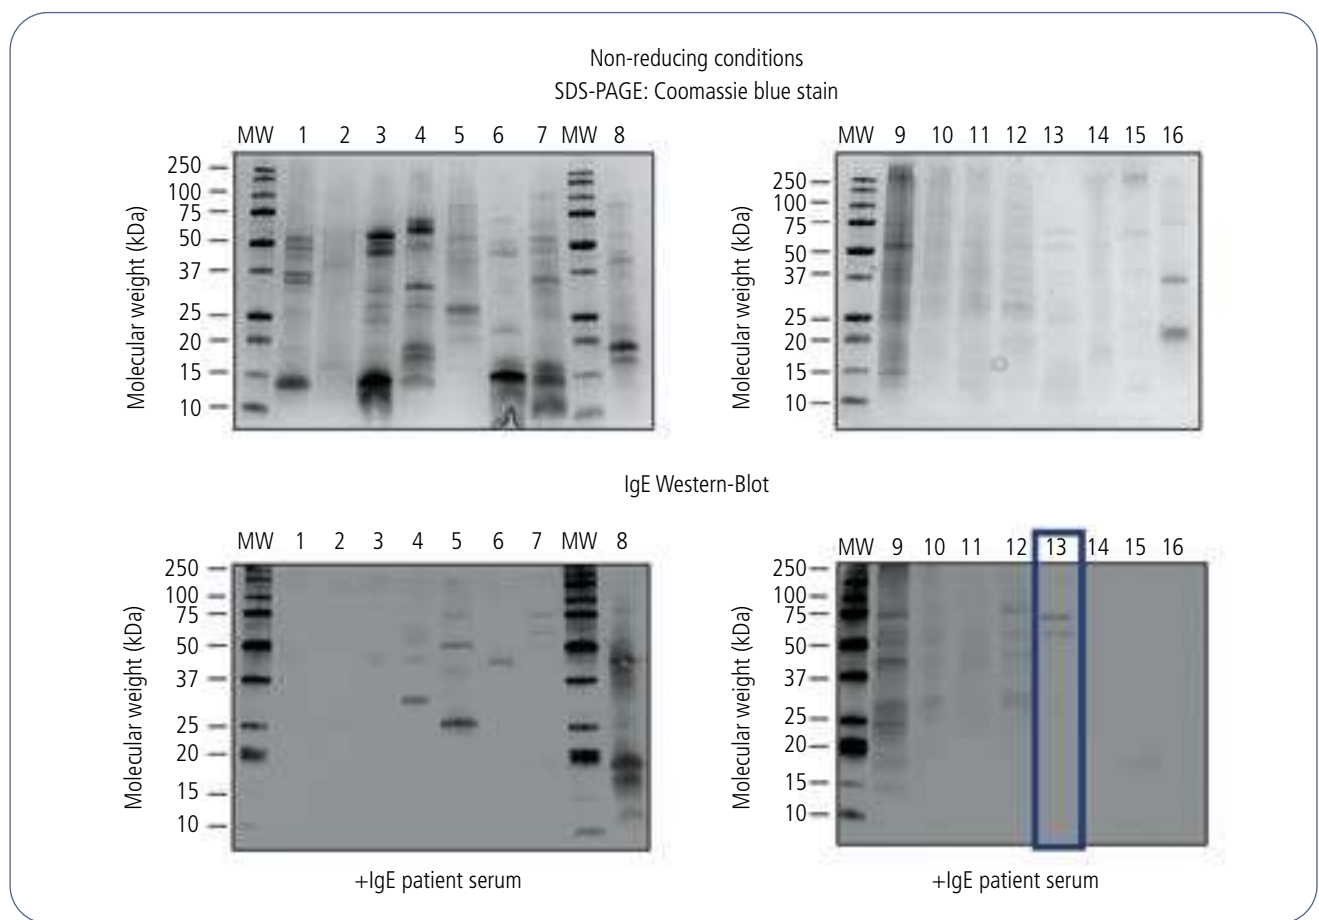 Non-reducing conditions
SDS-PAGE: Coomassie blue stain
MW 1 2 3 4 5 6 7 MW 8
Molecular weight (kDa)
250
100
75
50
37
25
20
15
10
MW 9 10 11 12 13 14 15 16
Molecular weight (kDa)
250
100
75
50
37
25
20
15
10
IgE Western-Blot
MW 1 2 3 4 5 6 7 MW 8
Molecular weight (kDa)
250
100
75
50
37
25
20
15
10
+IgE patient serum
MW 9 10 11 12 13 14 15 16
Molecular weight (kDa)
250
100
75
50
37
25
20
15
10
+IgE patient serum